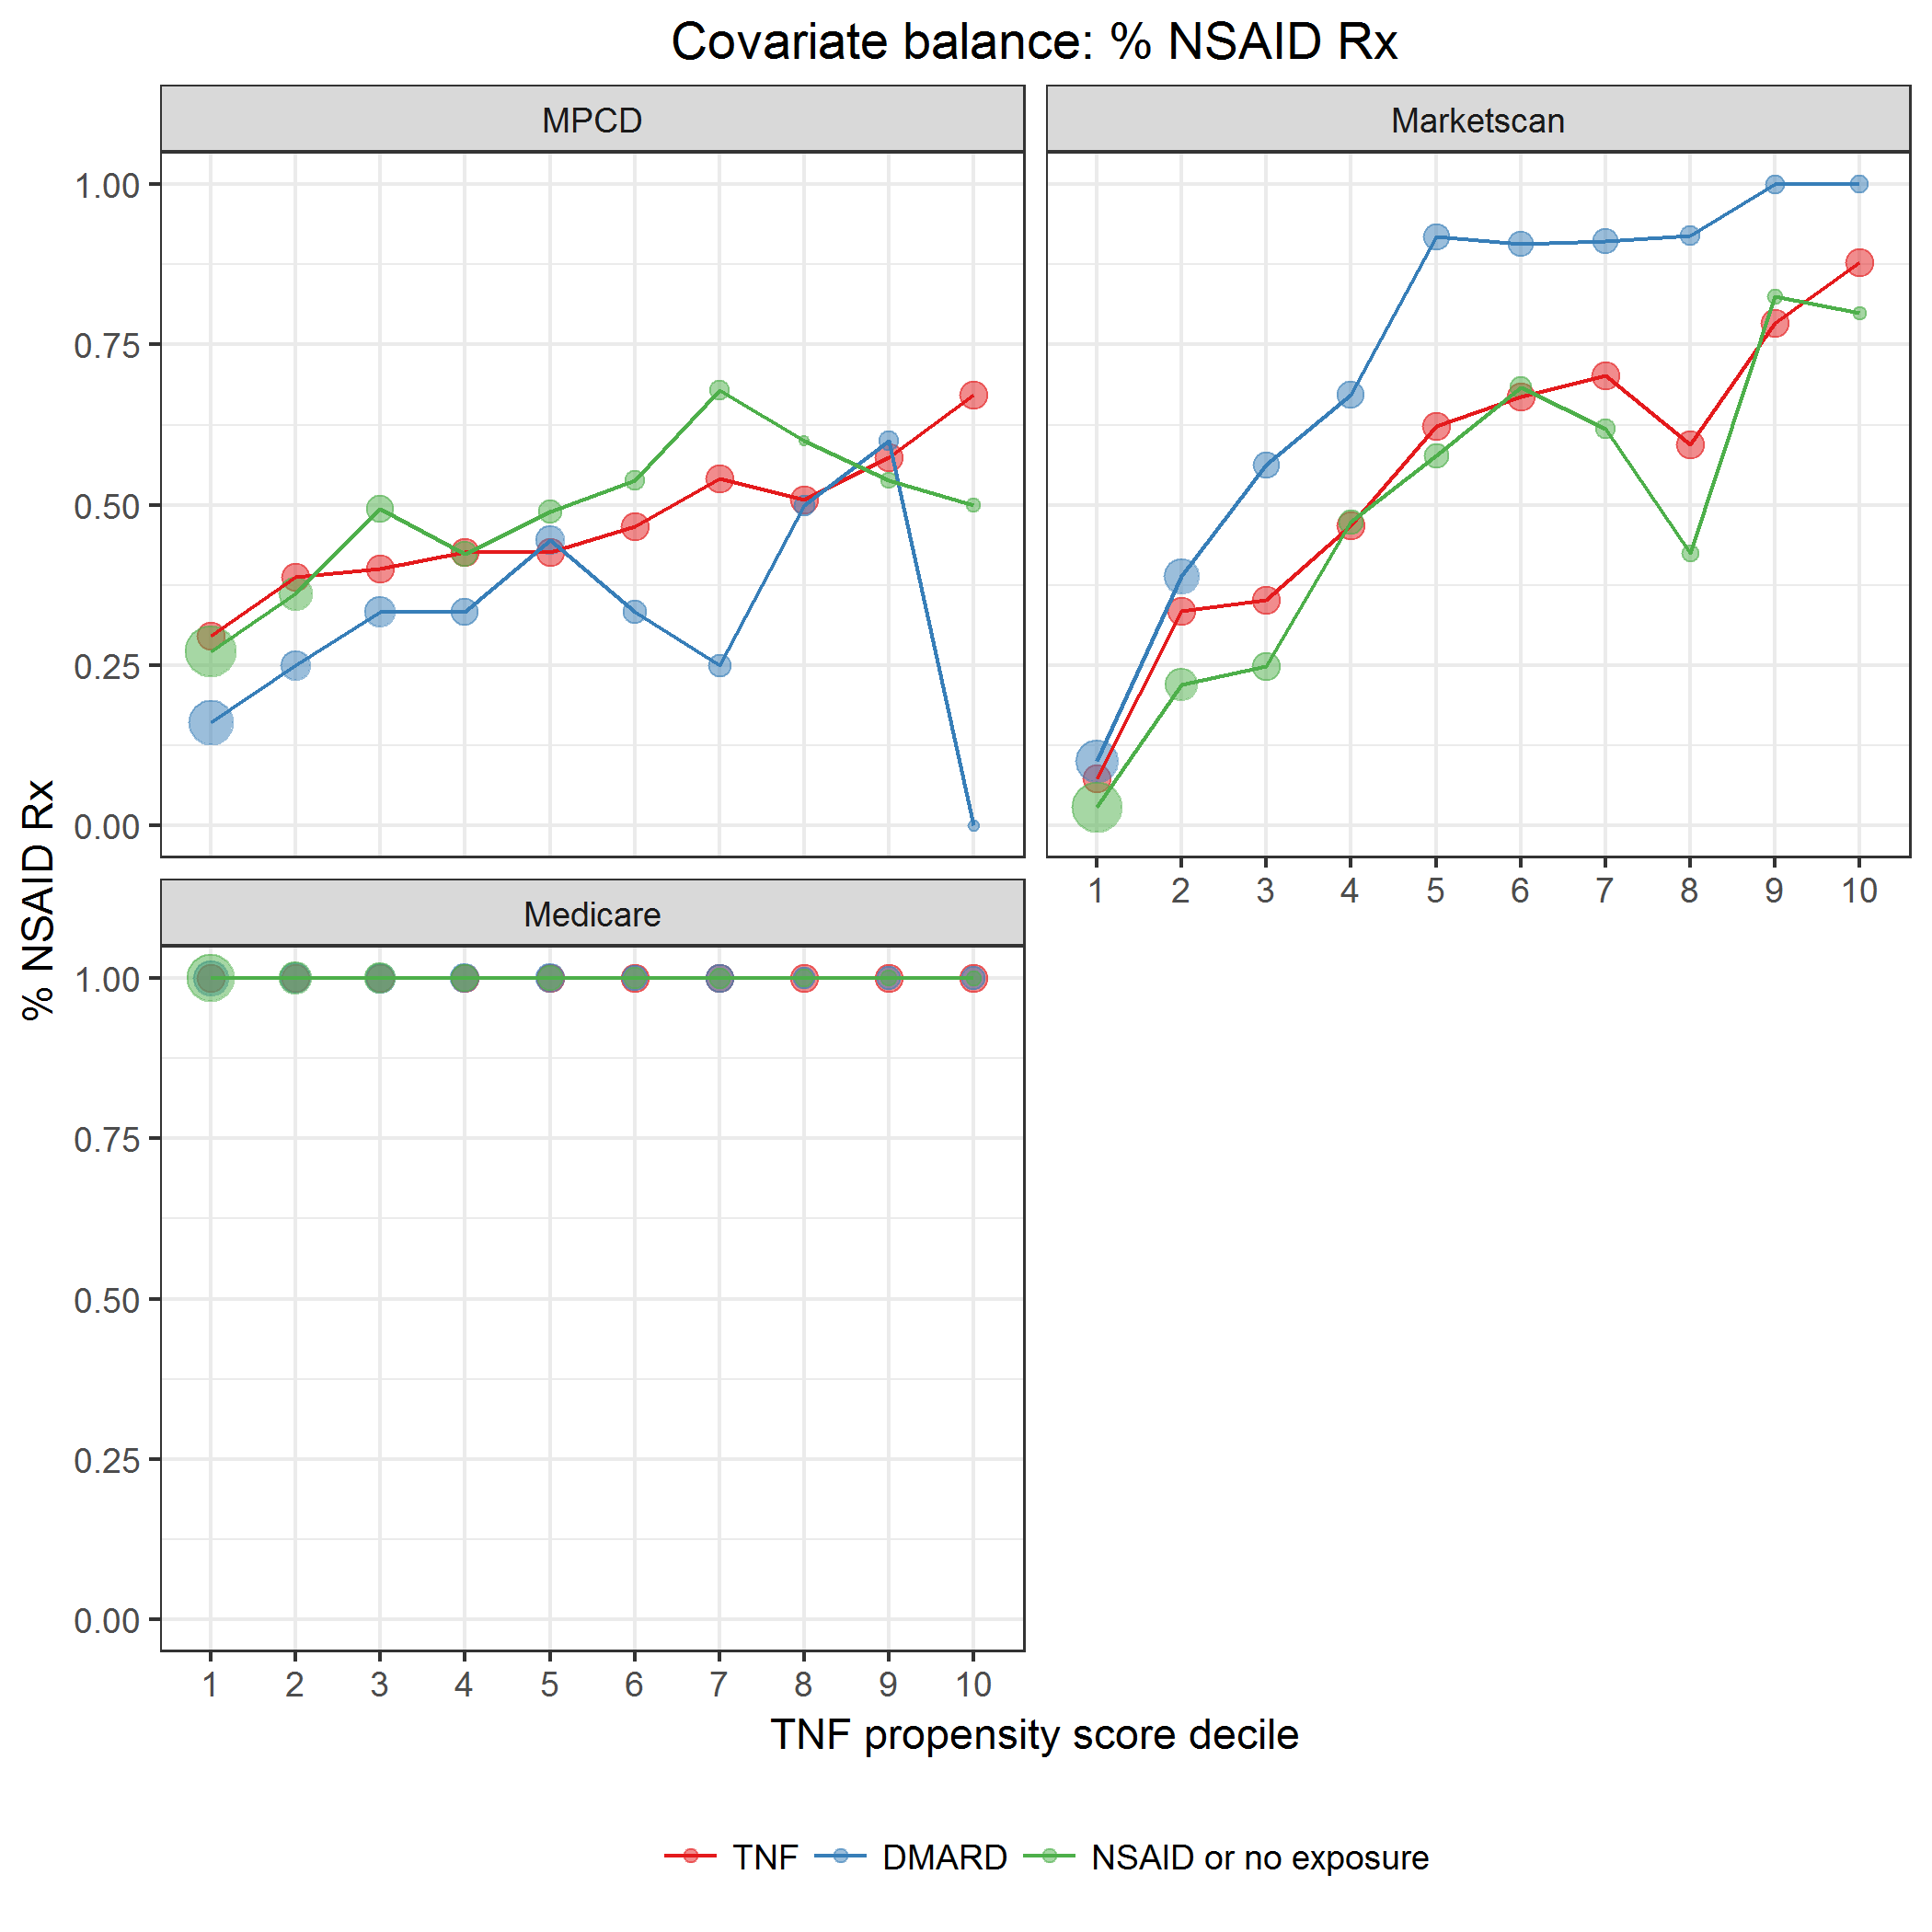 Covariate balance: % NSAID Rx
MPCD
Marketscan
1.00
0.75
0.50
0.25
0.00
1 2 3 4 5 6 7 8 9 10
% NSAID Rx
Medicare
1.00
0.75
0.50
0.25
0.00
1 2 3 4 5 6 7 8 9 10
TNF propensity score decile
TNF DMARD NSAID or no exposure